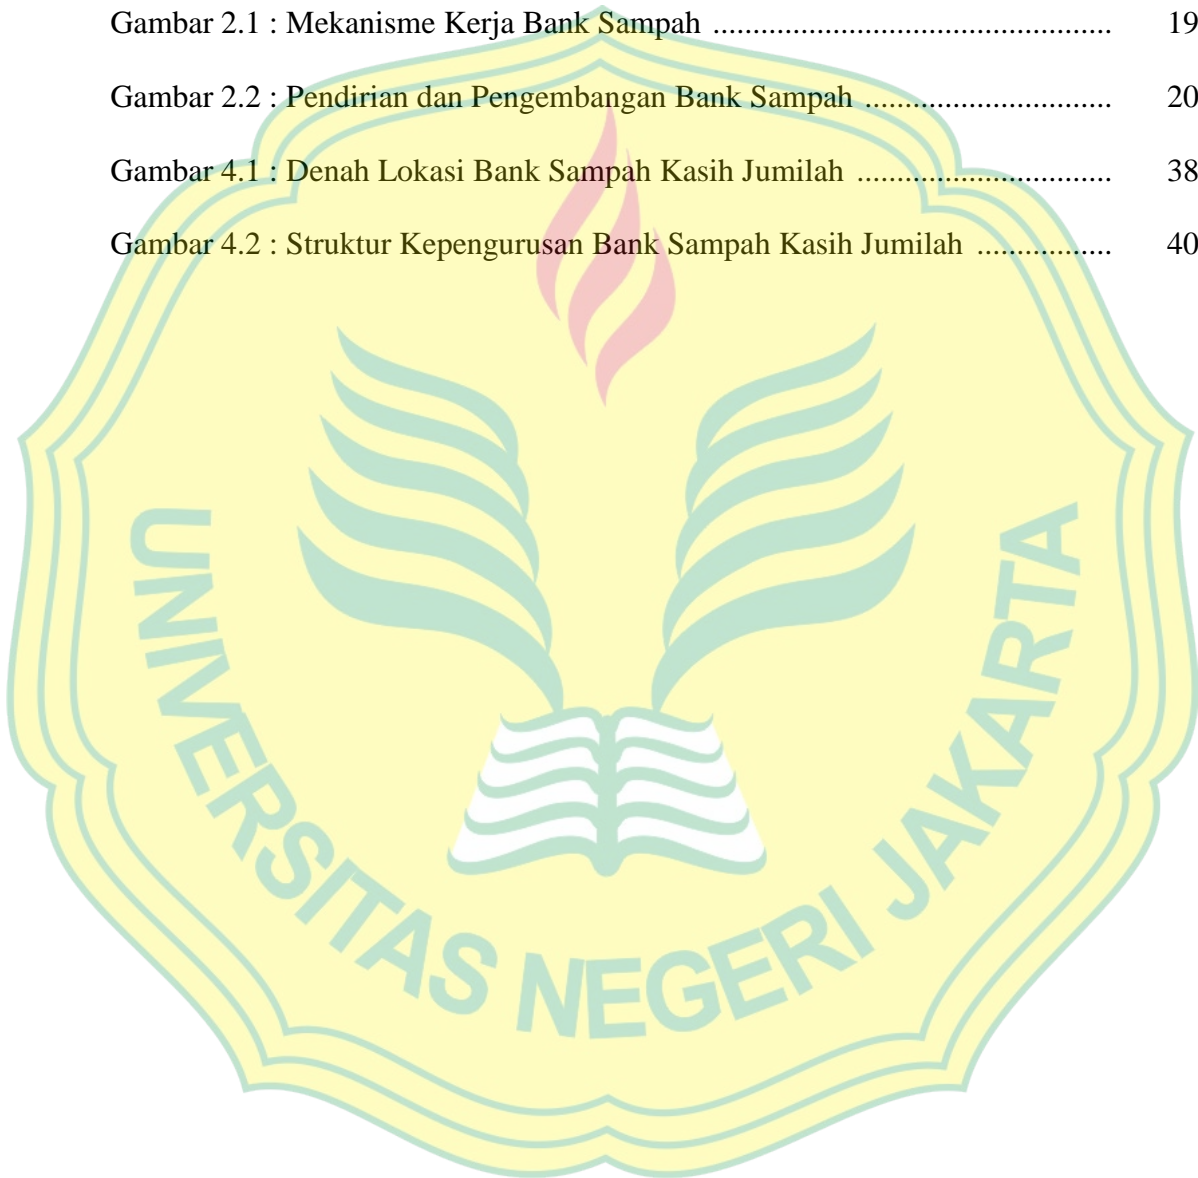 Gambar 2.1 : Mekanisme Kerja Bank Sampah ................................................ 19
Gambar 2.2 : Pendirian dan Pengembangan Bank Sampah .............................. 20
Gambar 4.1 : Denah Lokasi Bank Sampah Kasih Jumilah ............................... 38
Gambar 4.2 : Struktur Kepengurusan Bank Sampah Kasih Jumilah ................. 40
UNIVERSITAS NEGERI JAKARTA